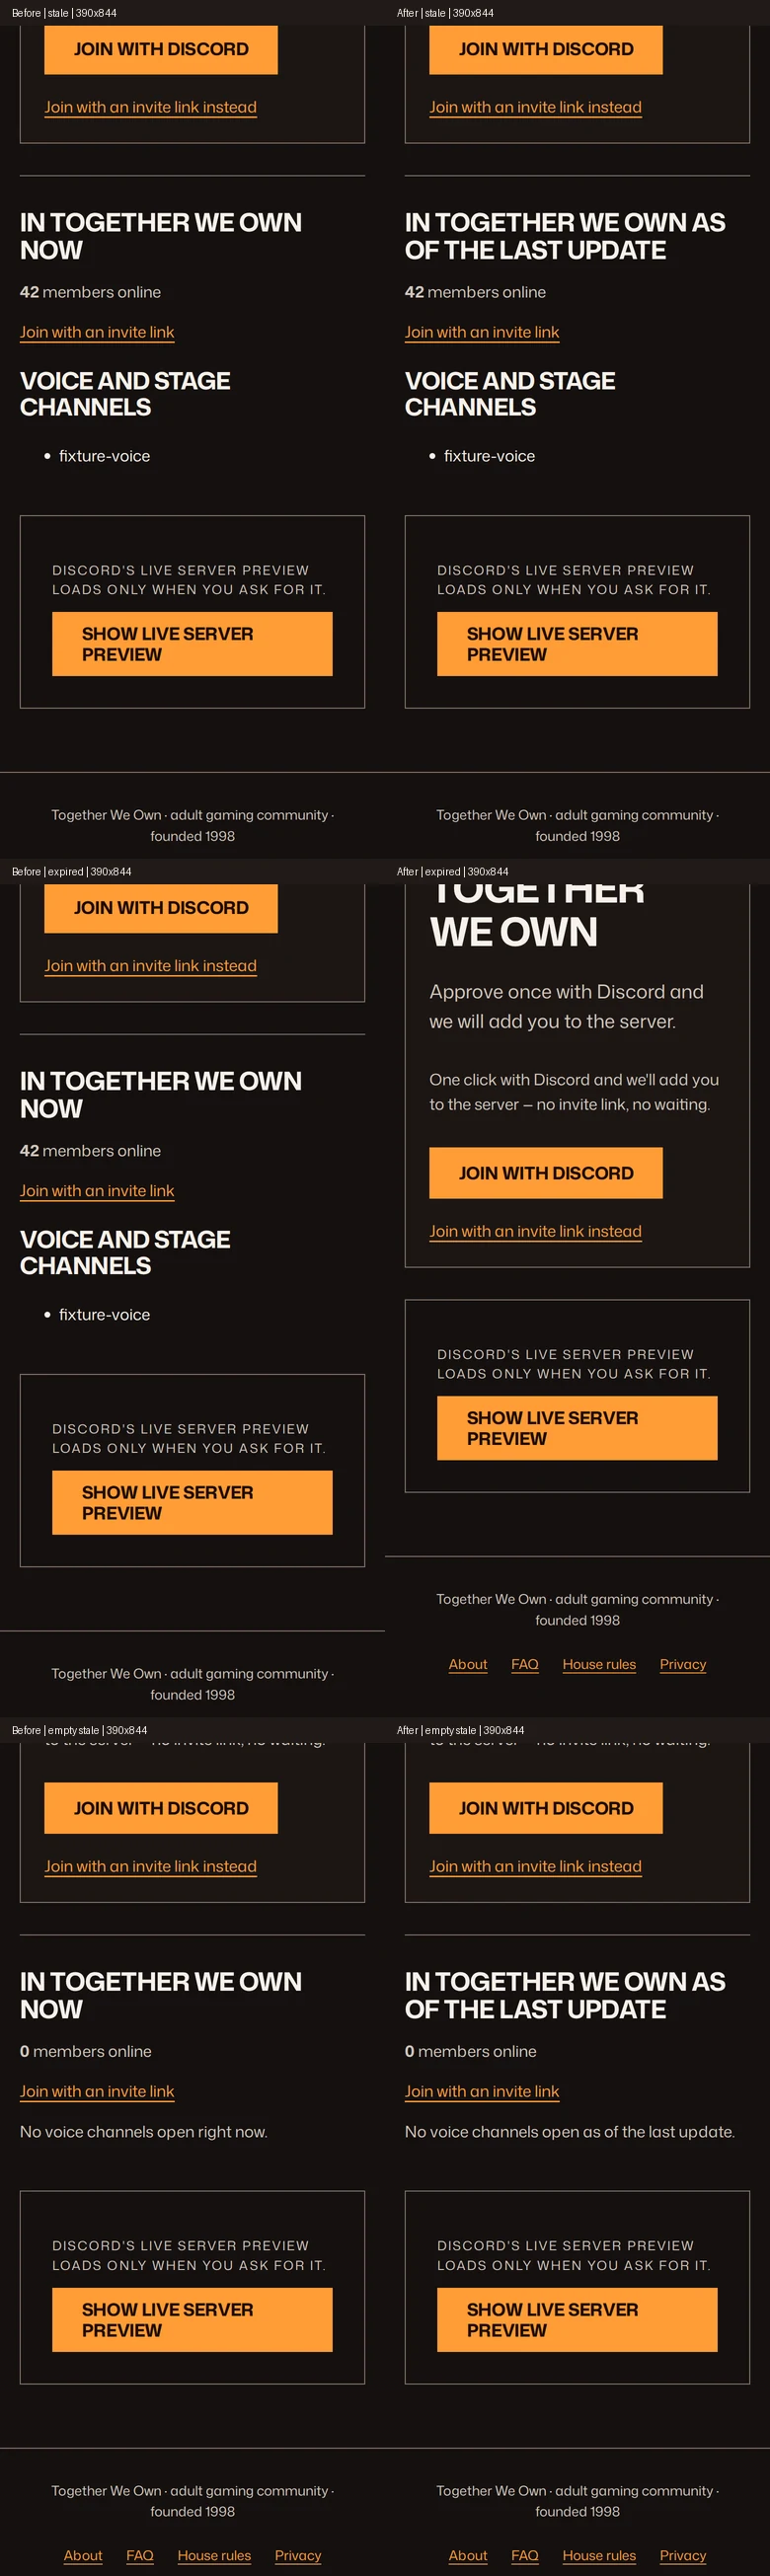 Before | stale | 390x844
JOIN WITH DISCORD
Join with an invite link instead
IN TOGETHER WE OWN
NOW
42 members online
Join with an invite link
VOICE AND STAGE
CHANNELS
• fixture-voice
DISCORD'S LIVE SERVER PREVIEW
LOADS ONLY WHEN YOU ASK FOR IT.
SHOW LIVE SERVER
PREVIEW
Together We Own · adult gaming community ·
founded 1998
After | stale | 390x844
JOIN WITH DISCORD
Join with an invite link instead
IN TOGETHER WE OWN AS
OF THE LAST UPDATE
42 members online
Join with an invite link
VOICE AND STAGE
CHANNELS
• fixture-voice
DISCORD'S LIVE SERVER PREVIEW
LOADS ONLY WHEN YOU ASK FOR IT.
SHOW LIVE SERVER
PREVIEW
Together We Own · adult gaming community ·
founded 1998
Before | expired | 390x844
JOIN WITH DISCORD
Join with an invite link instead
IN TOGETHER WE OWN
NOW
42 members online
Join with an invite link
VOICE AND STAGE
CHANNELS
• fixture-voice
DISCORD'S LIVE SERVER PREVIEW
LOADS ONLY WHEN YOU ASK FOR IT.
SHOW LIVE SERVER
PREVIEW
Together We Own · adult gaming community ·
founded 1998
After | expired | 390x844
TOGETHER
WE OWN
Approve once with Discord and
we will add you to the server.
One click with Discord and we'll add you
to the server — no invite link, no waiting.
JOIN WITH DISCORD
Join with an invite link instead
DISCORD'S LIVE SERVER PREVIEW
LOADS ONLY WHEN YOU ASK FOR IT.
SHOW LIVE SERVER
PREVIEW
Together We Own · adult gaming community ·
founded 1998
About FAQ House rules Privacy
Before | empty stale | 390x844
to the server — no invite link, no waiting.
JOIN WITH DISCORD
Join with an invite link instead
IN TOGETHER WE OWN
NOW
0 members online
Join with an invite link
No voice channels open right now.
DISCORD'S LIVE SERVER PREVIEW
LOADS ONLY WHEN YOU ASK FOR IT.
SHOW LIVE SERVER
PREVIEW
Together We Own · adult gaming community ·
founded 1998
About FAQ House rules Privacy
After | empty stale | 390x844
to the server — no invite link, no waiting.
JOIN WITH DISCORD
Join with an invite link instead
IN TOGETHER WE OWN AS
OF THE LAST UPDATE
0 members online
Join with an invite link
No voice channels open as of the last update.
DISCORD'S LIVE SERVER PREVIEW
LOADS ONLY WHEN YOU ASK FOR IT.
SHOW LIVE SERVER
PREVIEW
Together We Own · adult gaming community ·
founded 1998
About FAQ House rules Privacy